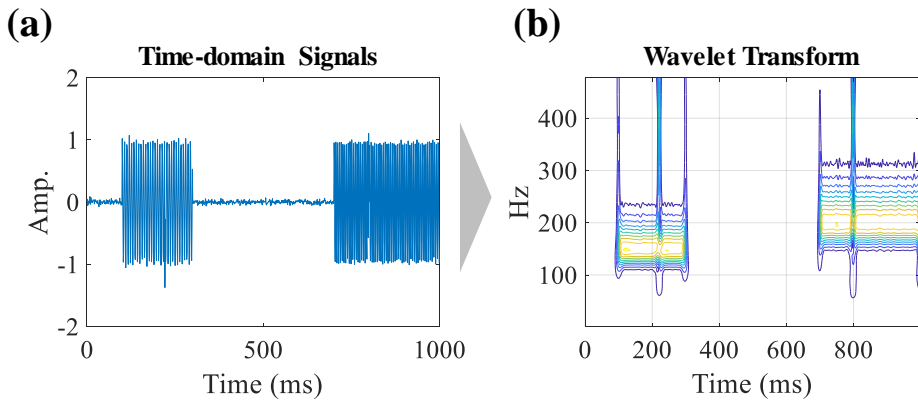 (a)
(b)
Time-domain Signals
Wavelet Transform
2
1
0
-1
-2
Amp.
0
500
1000
Time (ms)
400
300
200
100
Hz
0
200
400
600
800
Time (ms)